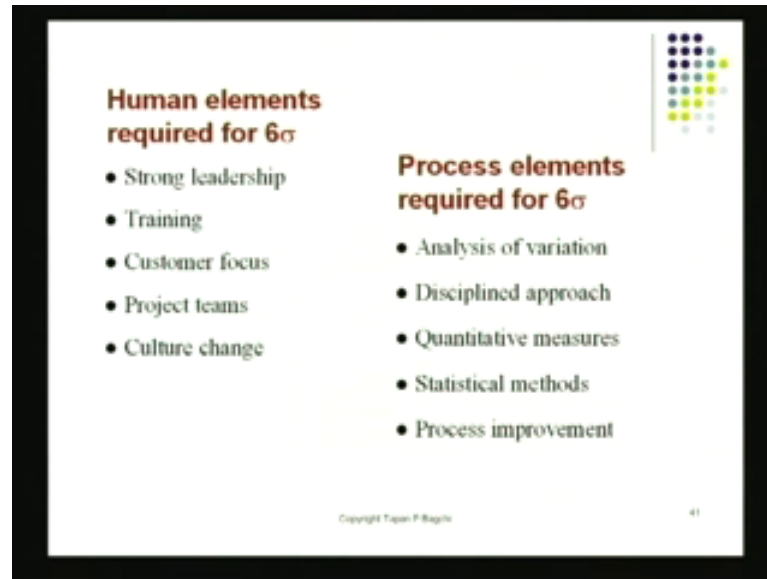 Human elements
required for 6σ
● Strong leadership
● Training
● Customer focus
● Project teams
● Culture change
Process elements
required for 6σ
● Analysis of variation
● Disciplined approach
● Quantitative measures
● Statistical methods
● Process improvement
Copyright Tapan P Bagchi
41